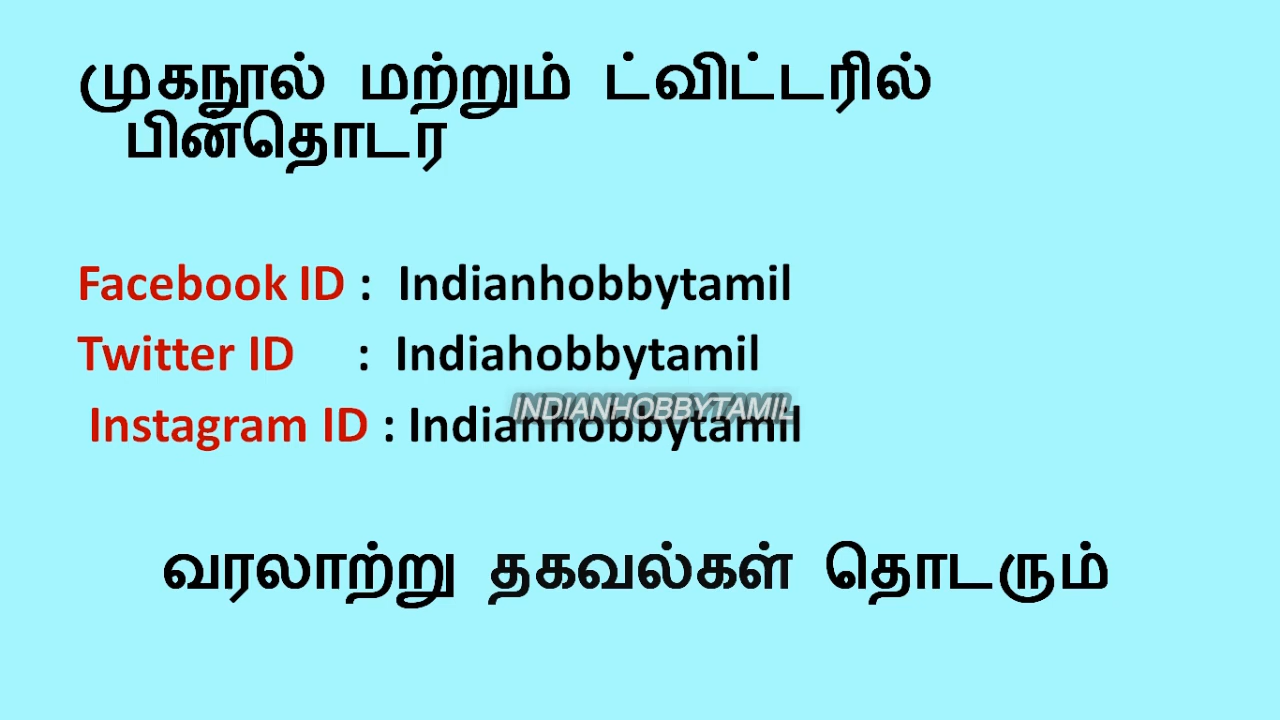 முகநூல் மற்றும் ட்விட்டரில்
பின்தொடர
Facebook ID : Indianhobbytamil
Twitter ID : Indiahobbytamil
INDIANHOBBYTAMIL
Instagram ID : Indianhobbytamil
வரலாற்று தகவல்கள் தொடரும்